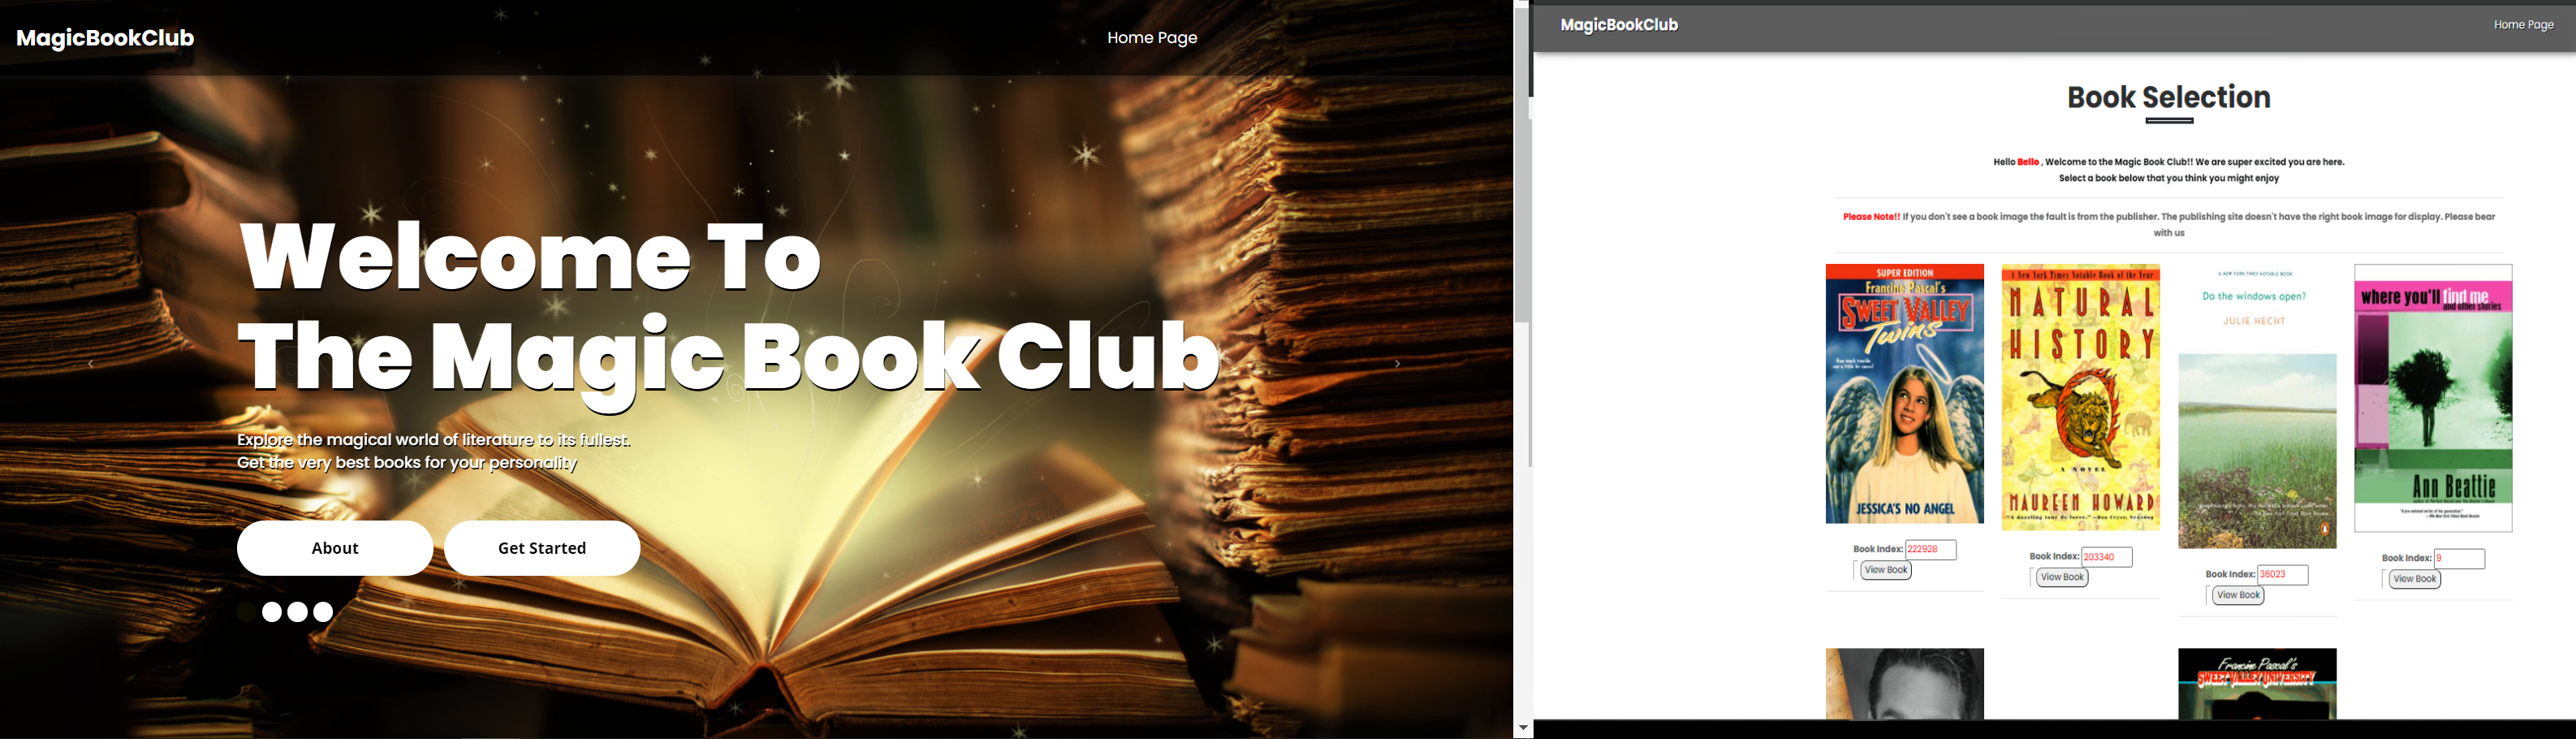 MagicBookClub
Home Page
Welcome To
The Magic Book Club
Explore the magical world of literature to its fullest.
Get the very best books for your personality
About
Get Started
MagicBookClub
Home Page
Book Selection
Hello Bello , Welcome to the Magic Book Club!! We are super excited you are here.
Select a book below that you think you might enjoy
Please Note!! If you don't see a book image the fault is from the publisher. The publishing site doesn't have the right book image for display. Please bear
with us
SUPER EDITION
Francine Pascal's
SWEET VALLEY
Twins
JESSICA'S NO ANGEL
Book Index: 222928
View Book
A New York Times Notable Book of the Year
NATURAL
HISTORY
A NOVEL
MAUREEN HOWARD
Book Index: 203340
View Book
A NEW YORK TIMES NOTABLE BOOK
Do the windows open?
JULIE HECHT
Book Index: 36023
View Book
where you'll find me
and other stories
Ann Beattie
Book Index: 9
View Book
Francine Pascal's
SWEET VALLEY UNIVERSITY